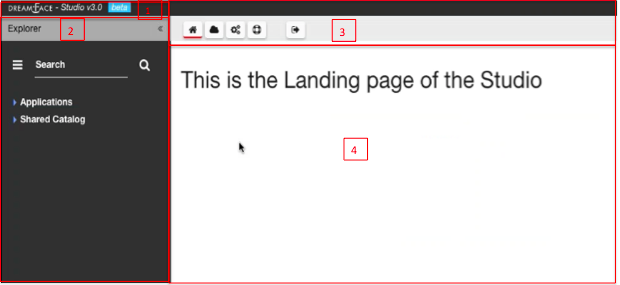 DREAMFACE - Studio v3.0 beta 1
Explorer 2 «
3
Search
This is the Landing page of the Studio
Applications
Shared Catalog
4